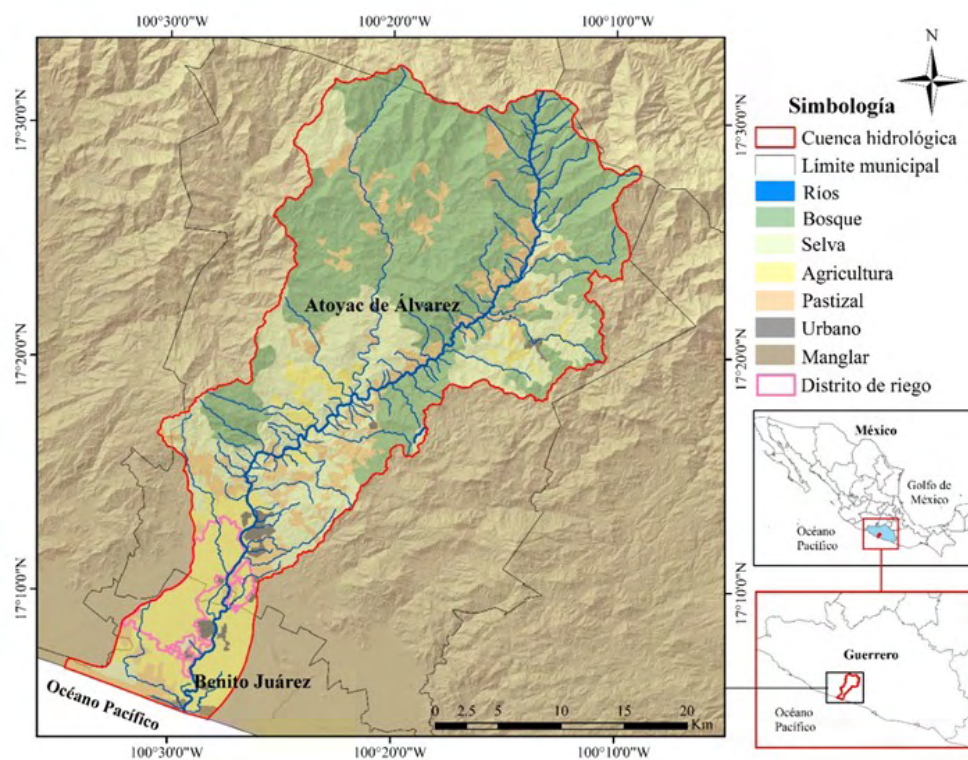 100°30'0"W 100°20'0"W 100°10'0"W
17°30'0"N
17°20'0"N
17°10'0"N
Atoyac de Álvarez
Benito Juárez
Océano Pacífico
0 2.5 5 10 15 20
Km
17°30'0"N
17°20'0"N
17°10'0"N
100°30'0"W 100°20'0"W 100°10'0"W
N
Simbología
Cuenca hidrológica
Límite municipal
Ríos
Bosque
Selva
Agricultura
Pastizal
Urbano
Manglar
Distrito de riego
México
Golfo de
México
Océano
Pacífico
Guerrero
Océano
Pacífico